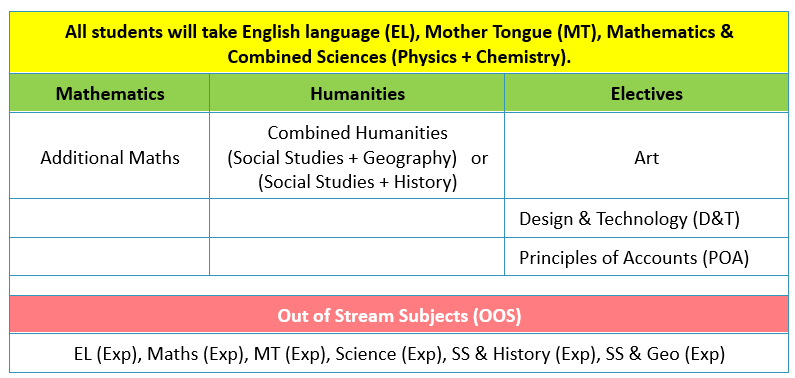 All students will take English language (EL), Mother Tongue (MT), Mathematics &
Combined Sciences (Physics + Chemistry).
Mathematics
Humanities
Electives
Additional Maths
Combined Humanities
(Social Studies + Geography) or
(Social Studies + History)
Art
Design & Technology (D&T)
Principles of Accounts (POA)
Out of Stream Subjects (OOS)
EL (Exp), Maths (Exp), MT (Exp), Science (Exp), SS & History (Exp), SS & Geo (Exp)